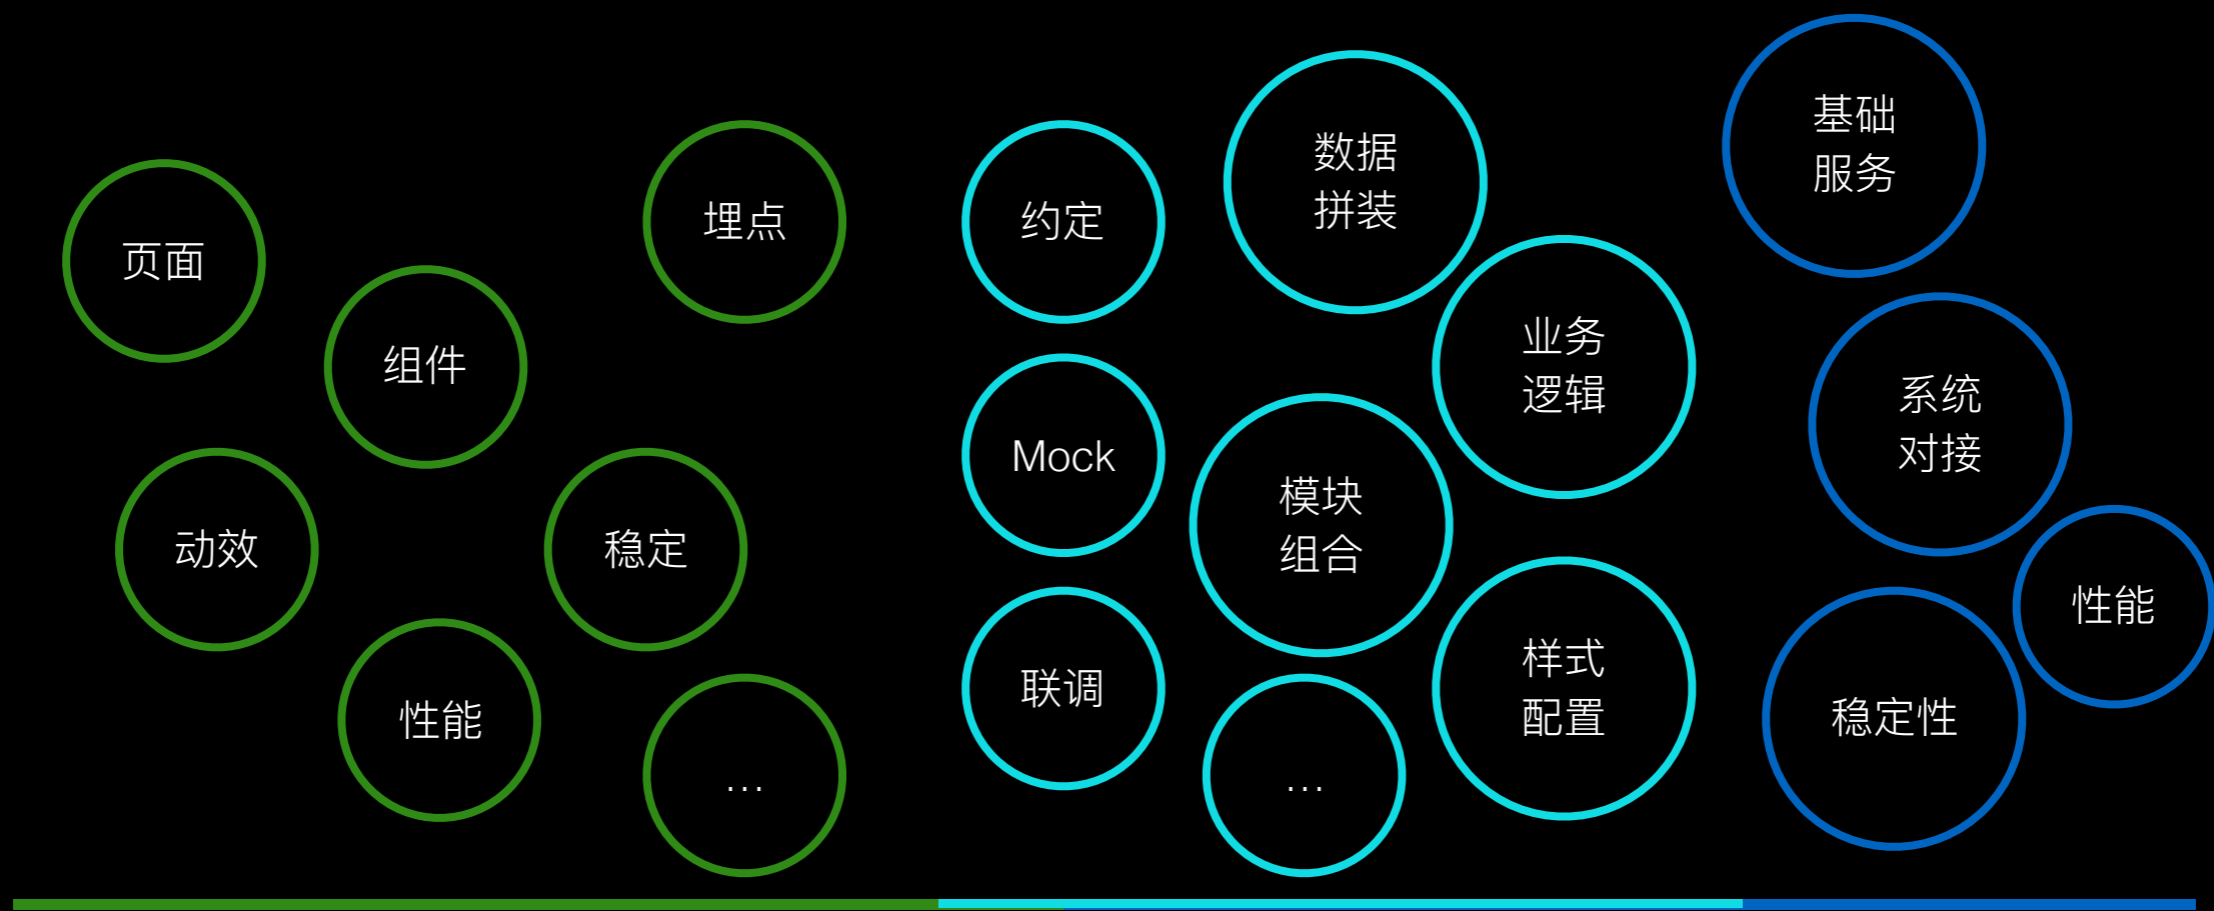 页面
组件
埋点
动效
稳定
性能
...
约定
Mock
联调
数据
拼装
业务
逻辑
模块
组合
样式
配置
...
基础
服务
系统
对接
性能
稳定性